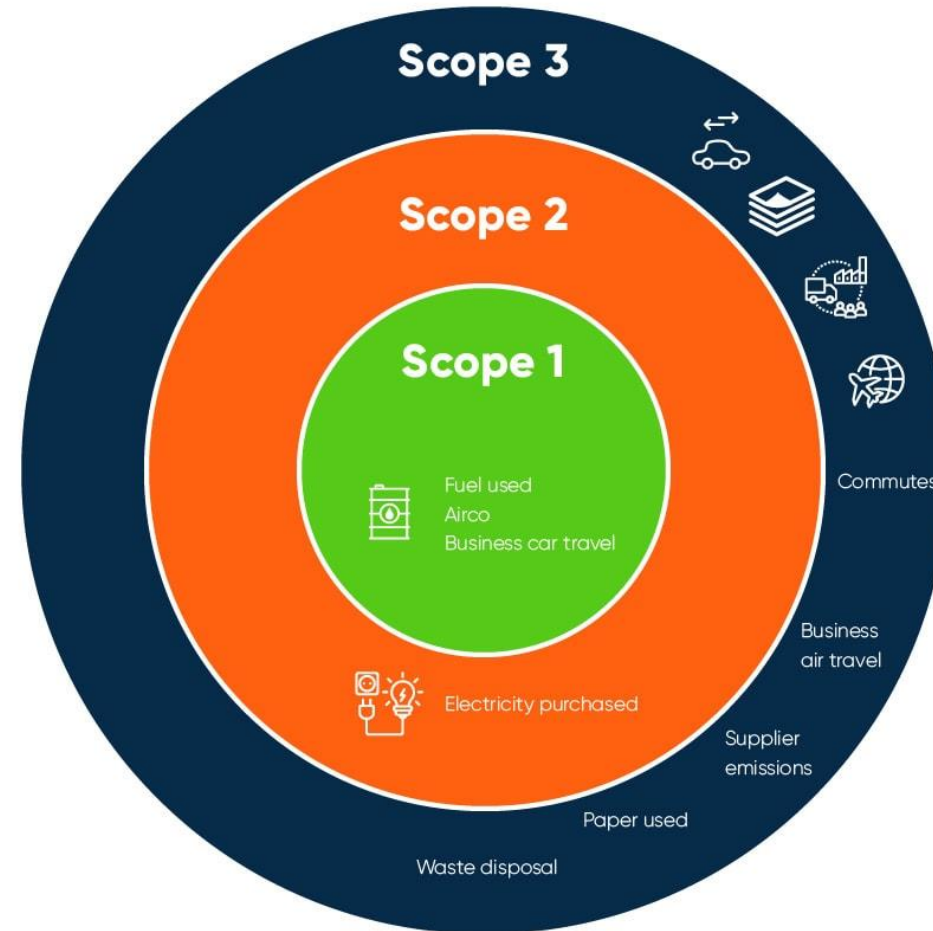 Scope 3
Scope 2
Scope 1
Fuel used
Airco
Business car travel
Commutes
Business
air travel
Electricity purchased
Supplier
emissions
Paper used
Waste disposal